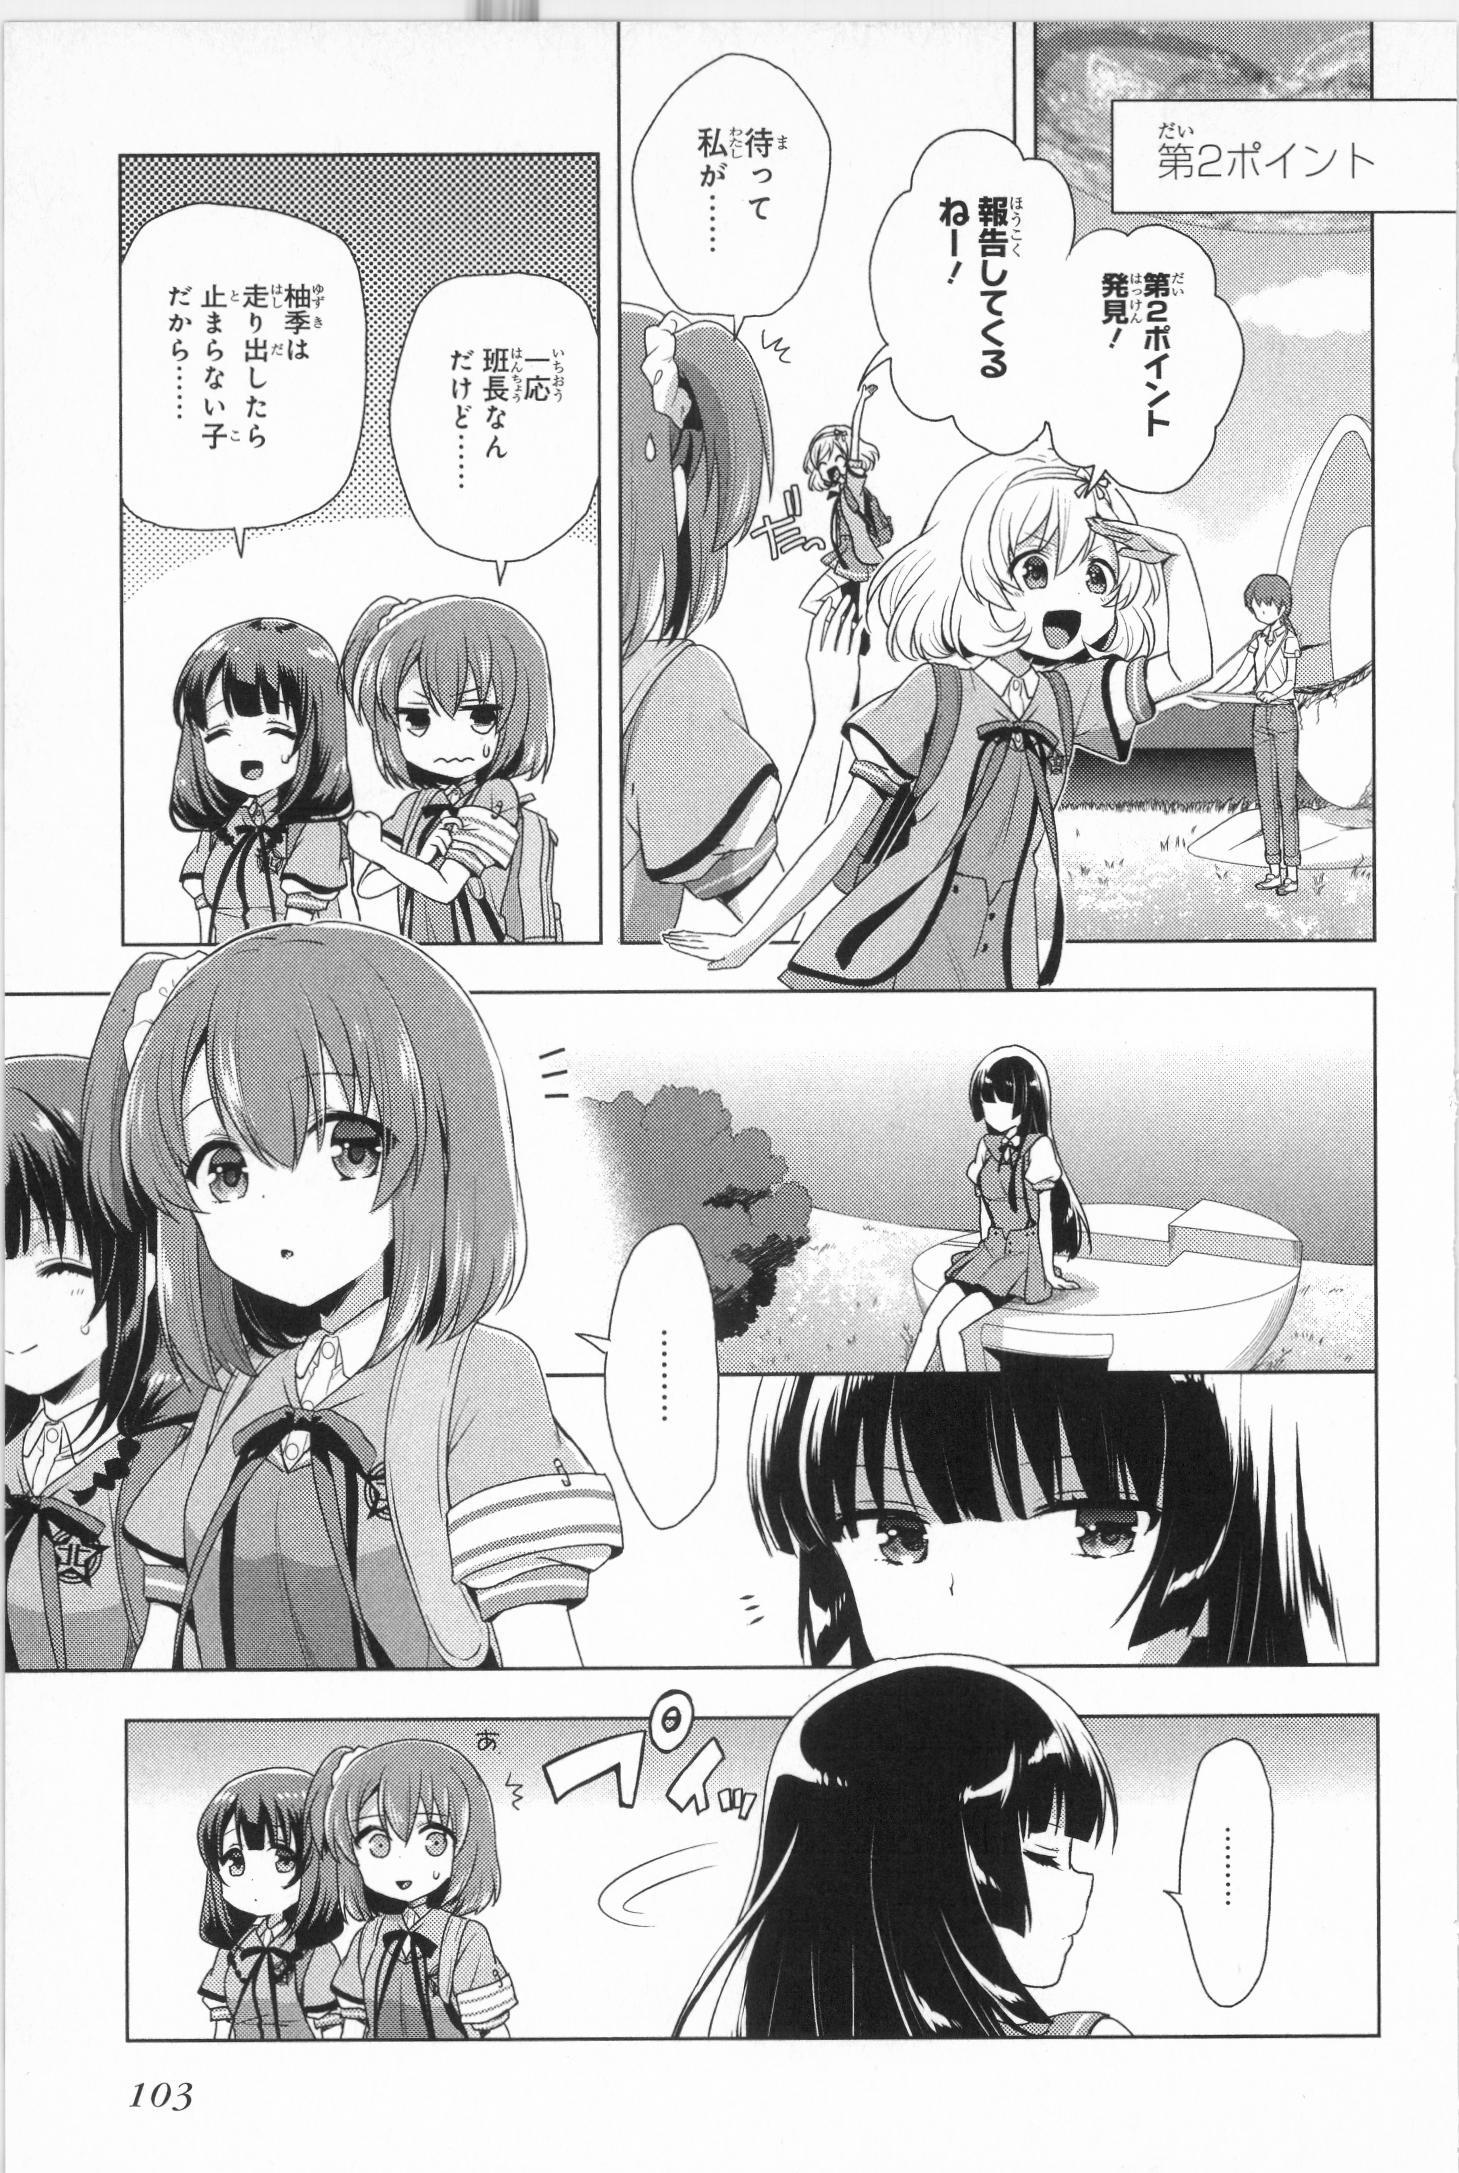 第2ポイント
第2ポイント
発見!
報告してくる
ねー!
だっ
待って
私が……
一応
班長なん
だけど……
柚季は
走り出したら
止まらない子
だから……
………
………
プイッ
あ
北
103